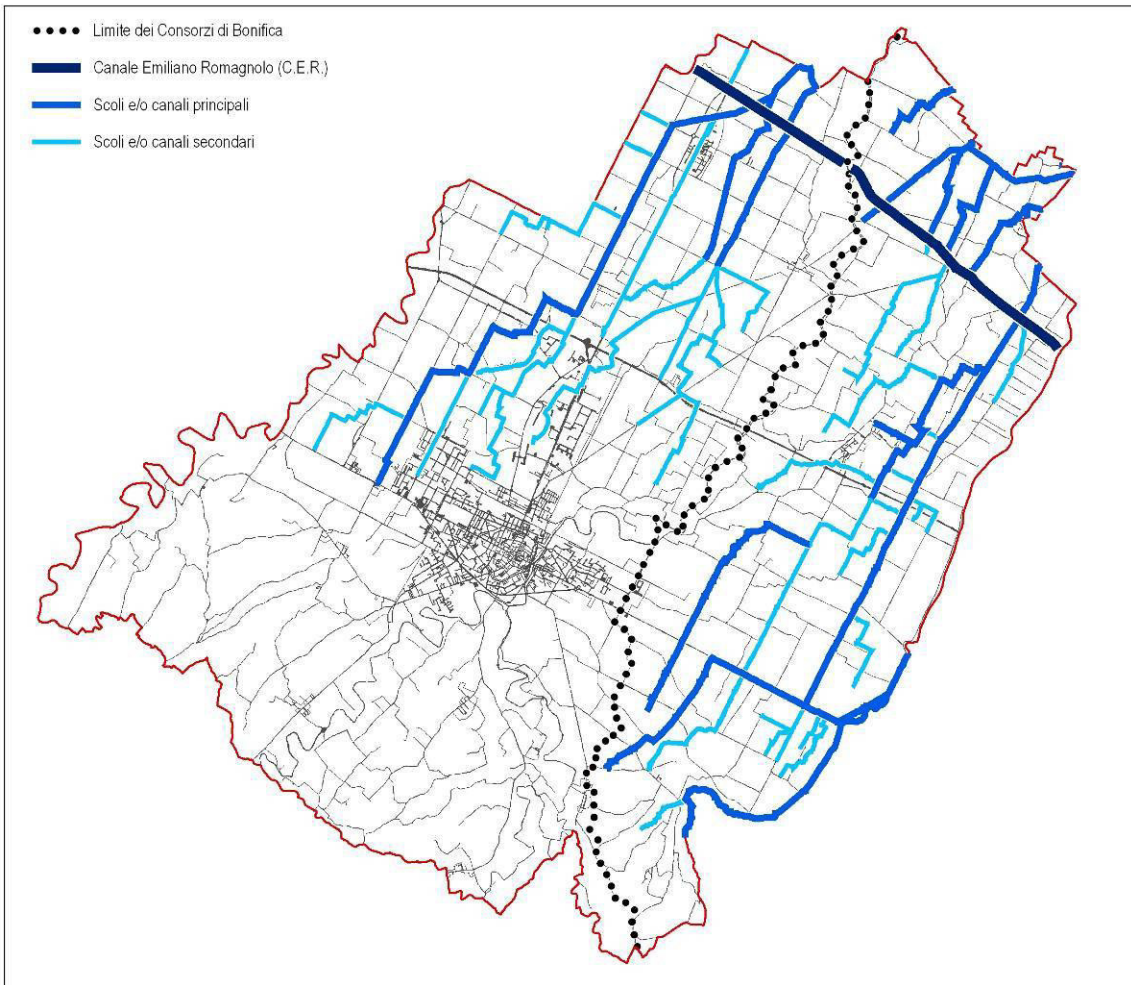 Limite dei Consorzi di Bonifica
Canale Emiliano Romagnolo (C.E.R.)
Scoli e/o canali principali
Scoli e/o canali secondari